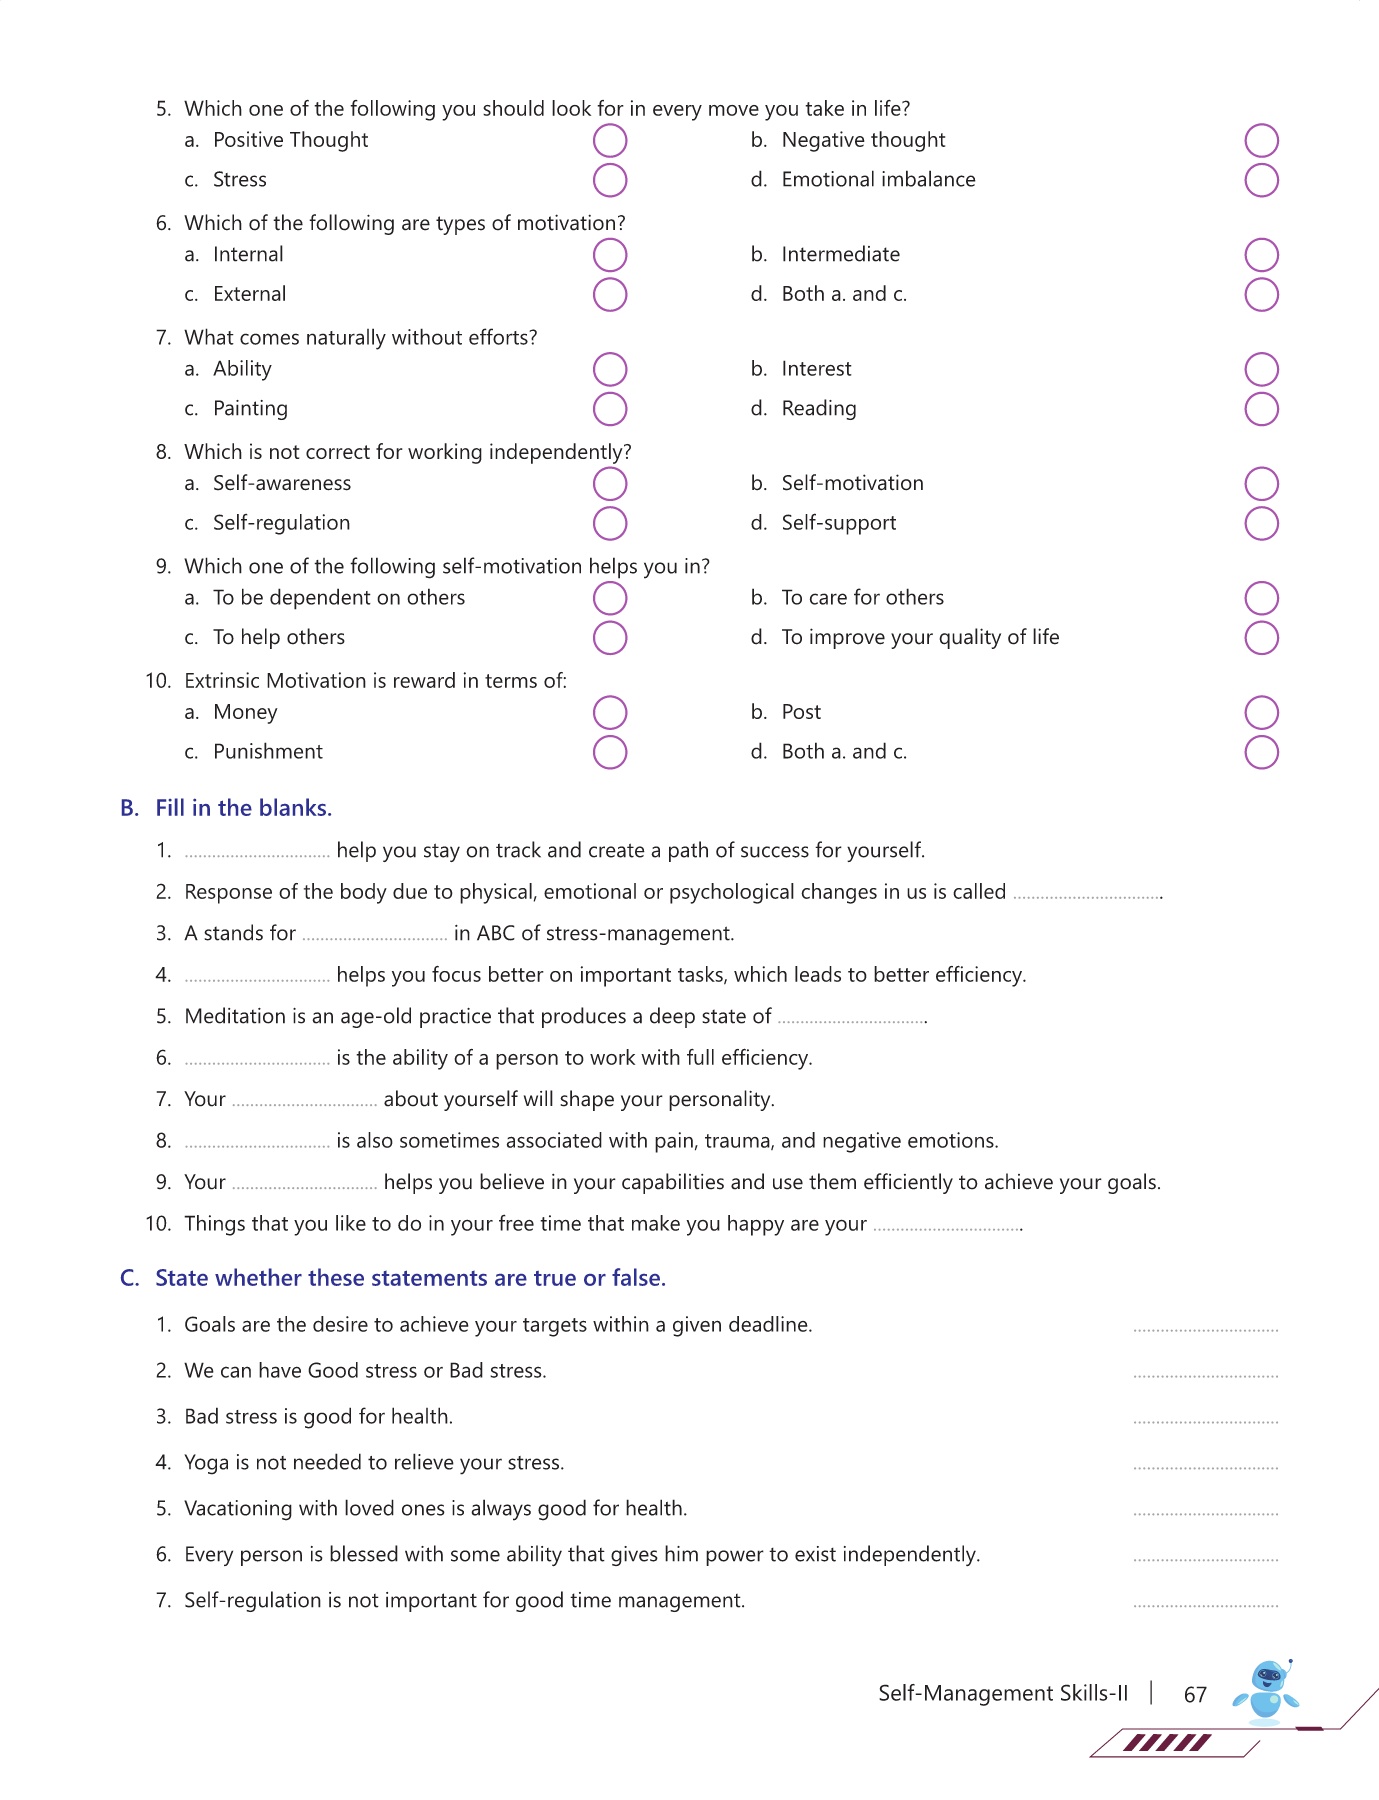 5. Which one of the following you should look for in every move you take in life?
a. Positive Thought b. Negative thought
c. Stress d. Emotional imbalance
6. Which of the following are types of motivation?
a. Internal b. Intermediate
c. External d. Both a. and c.
7. What comes naturally without efforts?
a. Ability b. Interest
c. Painting d. Reading
8. Which is not correct for working independently?
a. Self-awareness b. Self-motivation
c. Self-regulation d. Self-support
9. Which one of the following self-motivation helps you in?
a. To be dependent on others b. To care for others
c. To help others d. To improve your quality of life
10. Extrinsic Motivation is reward in terms of:
a. Money b. Post
c. Punishment d. Both a. and c.
B. Fill in the blanks.
1. ................................ help you stay on track and create a path of success for yourself.
2. Response of the body due to physical, emotional or psychological changes in us is called .................................
3. A stands for ................................ in ABC of stress-management.
4. ................................ helps you focus better on important tasks, which leads to better efficiency.
5. Meditation is an age-old practice that produces a deep state of .................................
6. ................................ is the ability of a person to work with full efficiency.
7. Your ................................ about yourself will shape your personality.
8. ................................ is also sometimes associated with pain, trauma, and negative emotions.
9. Your ................................ helps you believe in your capabilities and use them efficiently to achieve your goals.
10. Things that you like to do in your free time that make you happy are your .................................
C. State whether these statements are true or false.
1. Goals are the desire to achieve your targets within a given deadline. ................................
2. We can have Good stress or Bad stress. ................................
3. Bad stress is good for health. ................................
4. Yoga is not needed to relieve your stress. ................................
5. Vacationing with loved ones is always good for health. ................................
6. Every person is blessed with some ability that gives him power to exist independently. ................................
7. Self-regulation is not important for good time management. ................................
Self-Management Skills-II | 67